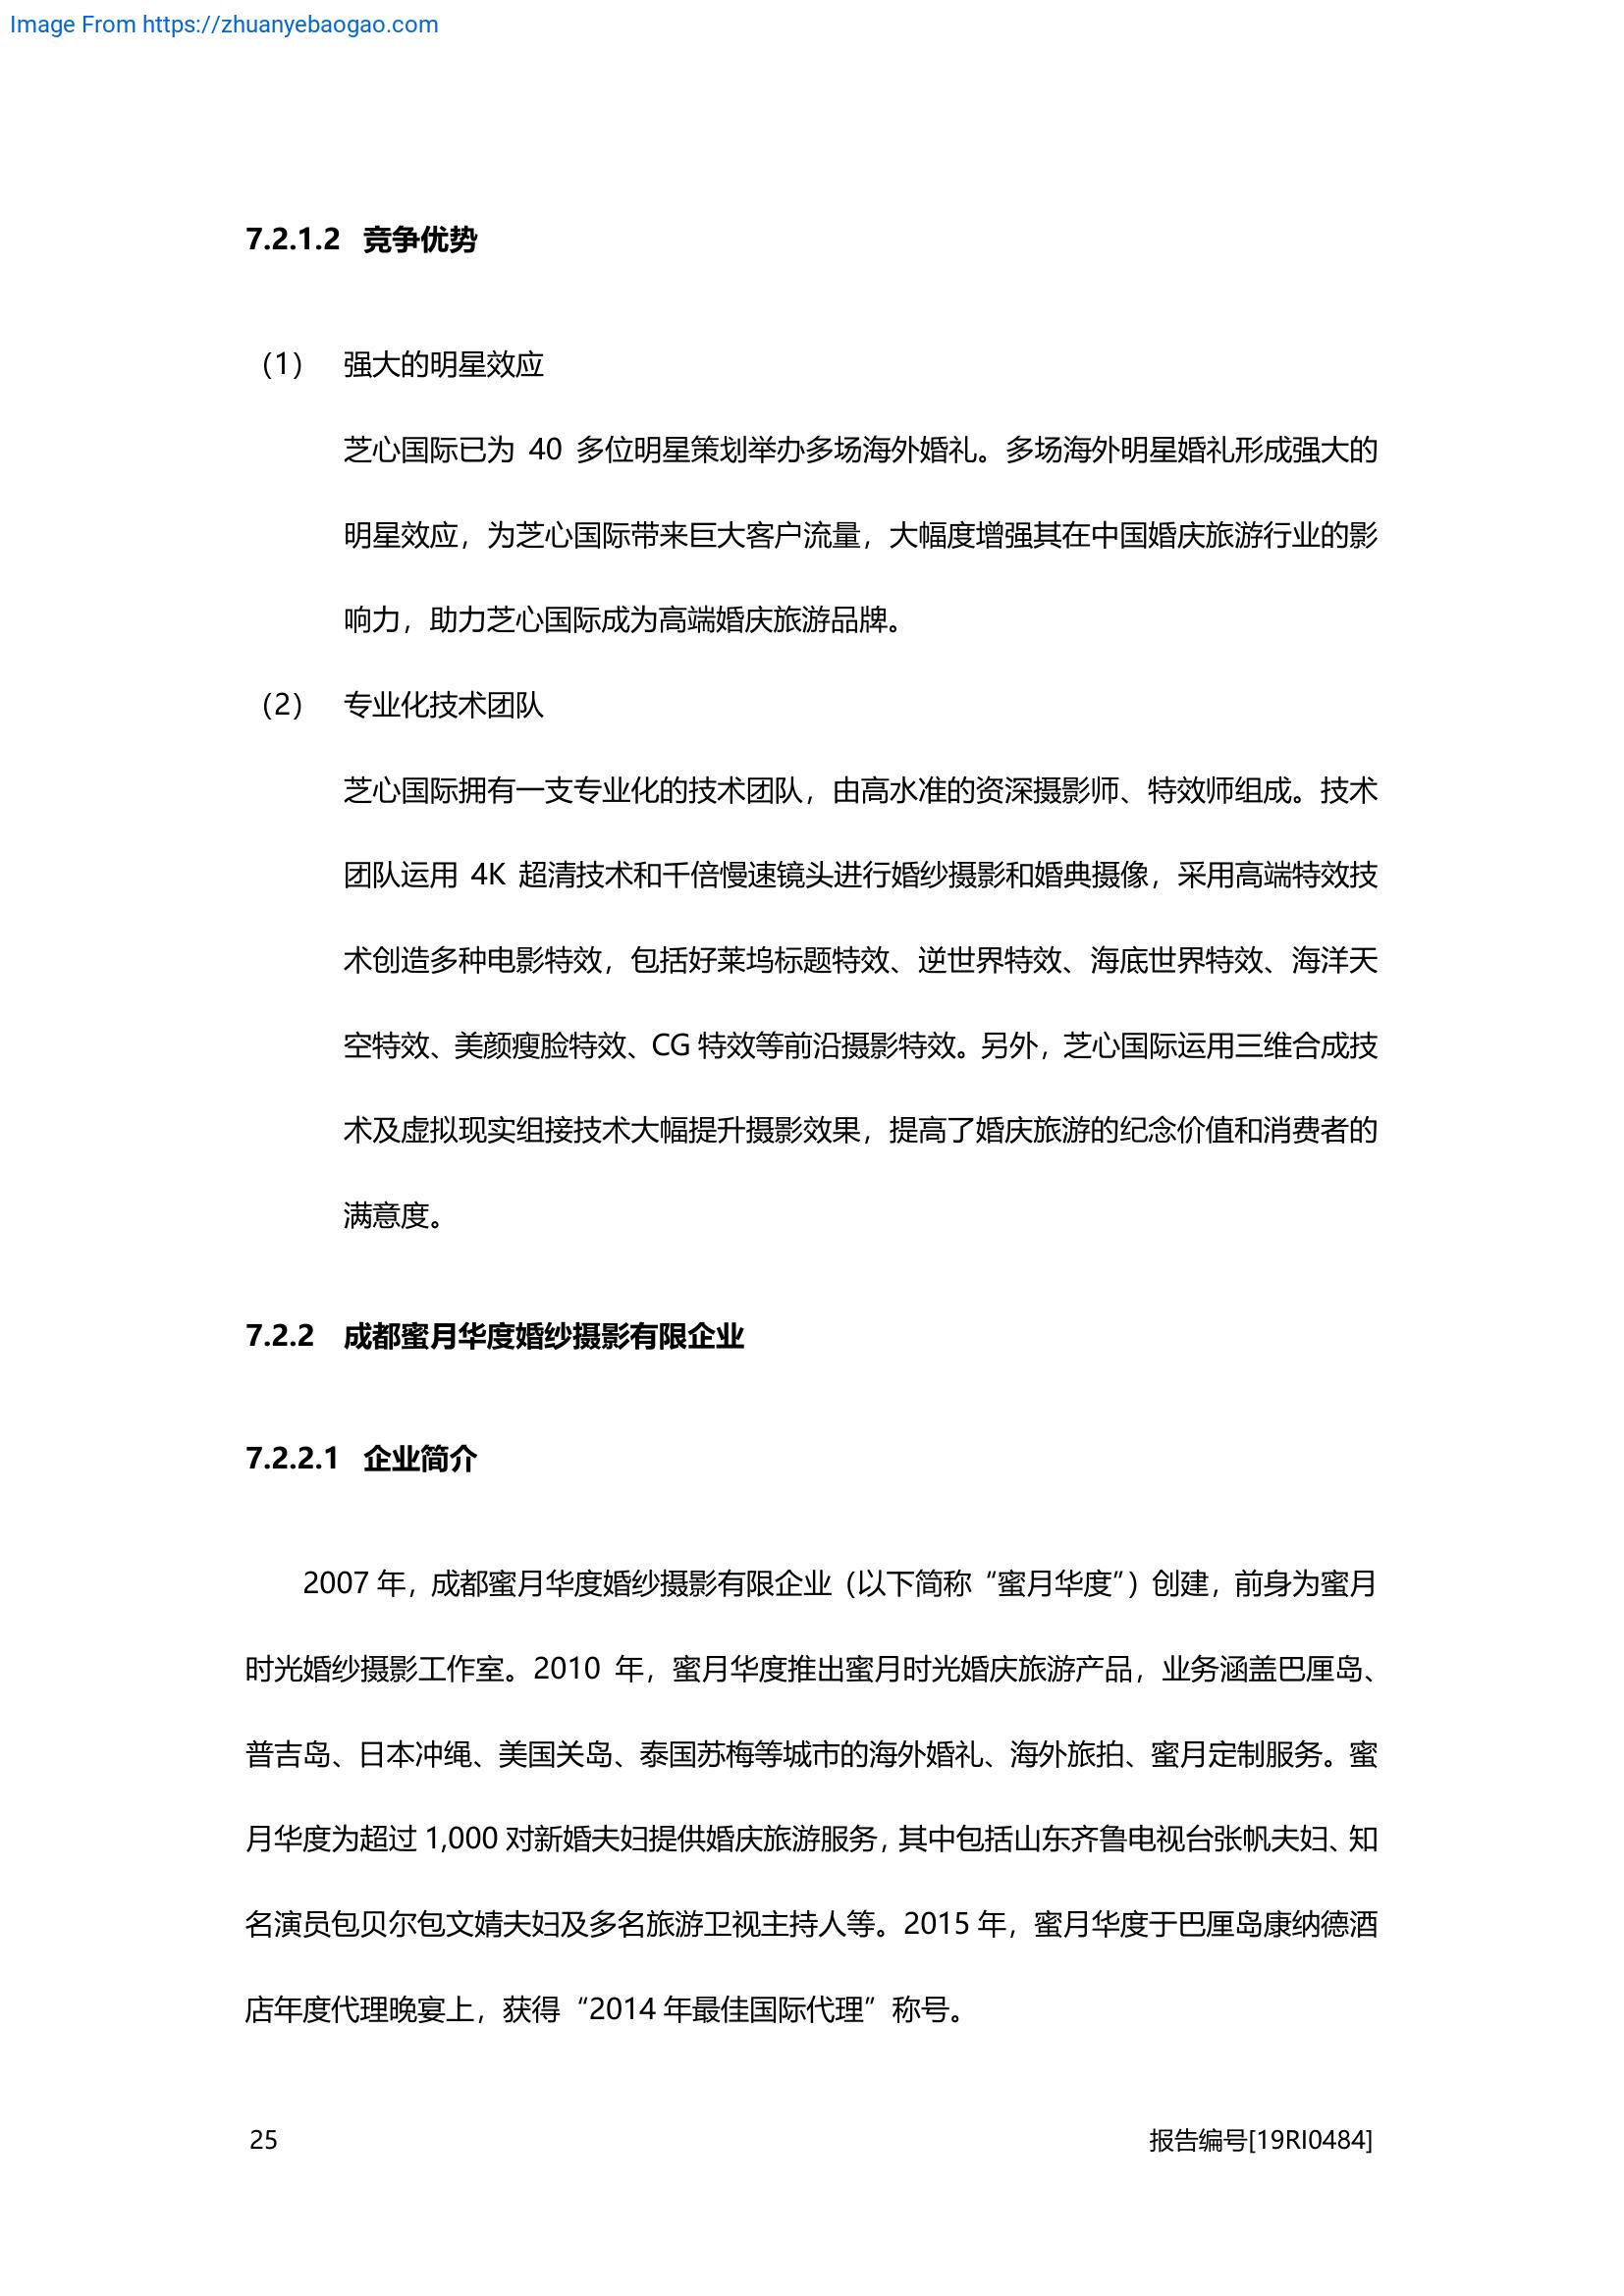 Image From https://zhuanyebaogao.com
7.2.1.2 竞争优势
（1） 强大的明星效应
芝心国际已为 40 多位明星策划举办多场海外婚礼。多场海外明星婚礼形成强大的
明星效应，为芝心国际带来巨大客户流量，大幅度增强其在中国婚庆旅游行业的影
响力，助力芝心国际成为高端婚庆旅游品牌。
（2） 专业化技术团队
芝心国际拥有一支专业化的技术团队，由高水准的资深摄影师、特效师组成。技术
团队运用 4K 超清技术和千倍慢速镜头进行婚纱摄影和婚典摄像，采用高端特效技
术创造多种电影特效，包括好莱坞标题特效、逆世界特效、海底世界特效、海洋天
空特效、美颜瘦脸特效、CG 特效等前沿摄影特效。另外，芝心国际运用三维合成技
术及虚拟现实组接技术大幅提升摄影效果，提高了婚庆旅游的纪念价值和消费者的
满意度。
7.2.2 成都蜜月华度婚纱摄影有限企业
7.2.2.1 企业简介
2007 年，成都蜜月华度婚纱摄影有限企业（以下简称“蜜月华度”）创建，前身为蜜月
时光婚纱摄影工作室。2010 年，蜜月华度推出蜜月时光婚庆旅游产品，业务涵盖巴厘岛、
普吉岛、日本冲绳、美国关岛、泰国苏梅等城市的海外婚礼、海外旅拍、蜜月定制服务。蜜
月华度为超过 1,000 对新婚夫妇提供婚庆旅游服务，其中包括山东齐鲁电视台张帆夫妇、知
名演员包贝尔包文婧夫妇及多名旅游卫视主持人等。2015 年，蜜月华度于巴厘岛康纳德酒
店年度代理晚宴上，获得“2014 年最佳国际代理”称号。
25 报告编号[19RI0484]